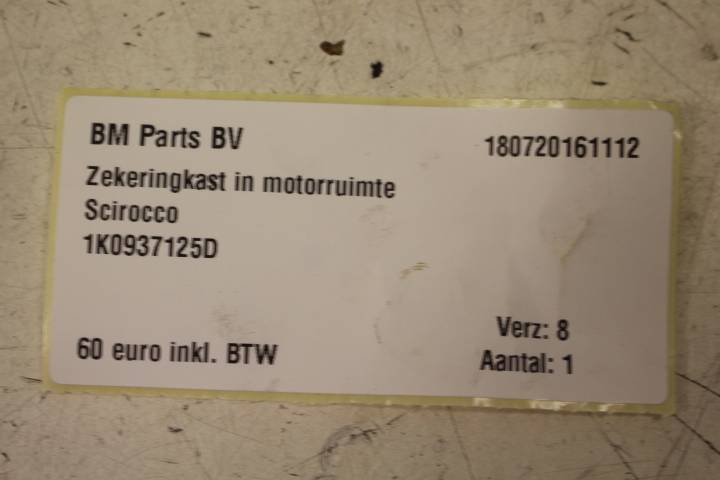 BM Parts BV
180720161112
Zekeringkast in motorruimte
Scirocco
1K0937125D
Verz: 8
60 euro inkl. BTW
Aantal: 1